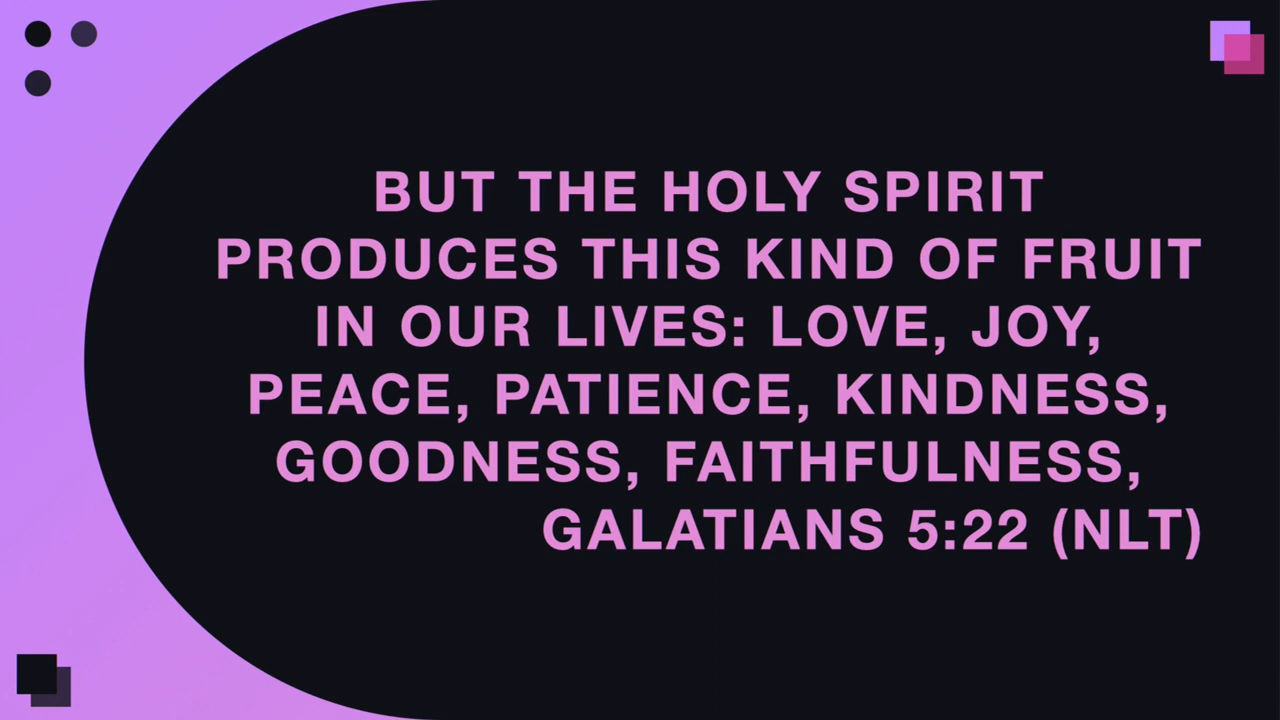 BUT THE HOLY SPIRIT
PRODUCES THIS KIND OF FRUIT
IN OUR LIVES: LOVE, JOY,
PEACE, PATIENCE, KINDNESS,
GOODNESS, FAITHFULNESS,
GALATIANS 5:22 (NLT)